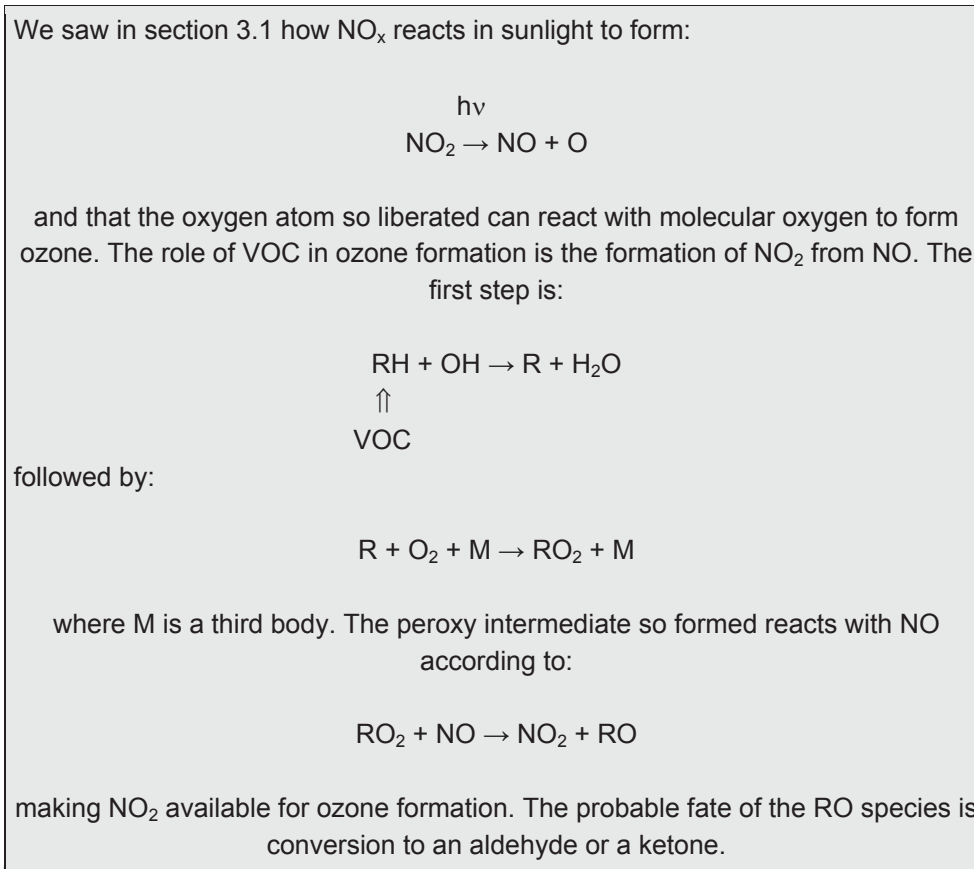 We saw in section 3.1 how NOₓ reacts in sunlight to form:
hν
NO₂ → NO + O
and that the oxygen atom so liberated can react with molecular oxygen to form
ozone. The role of VOC in ozone formation is the formation of NO₂ from NO. The
first step is:
RH + OH → R + H₂O
⇑
VOC
followed by:
R + O₂ + M → RO₂ + M
where M is a third body. The peroxy intermediate so formed reacts with NO
according to:
RO₂ + NO → NO₂ + RO
making NO₂ available for ozone formation. The probable fate of the RO species is
conversion to an aldehyde or a ketone.